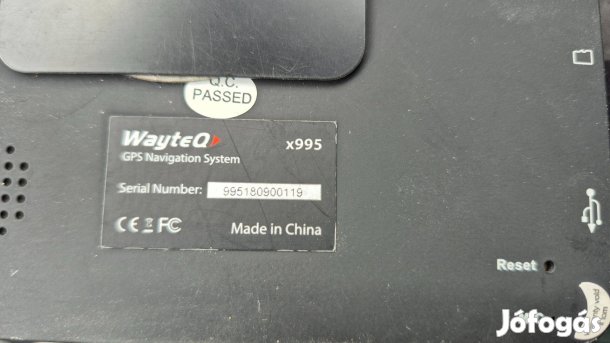 Q.C.
PASSED
WayteQ
x995
GPS Navigation System
Serial Number: 995180900119
CE FC
Made in China
Reset
Jófogás